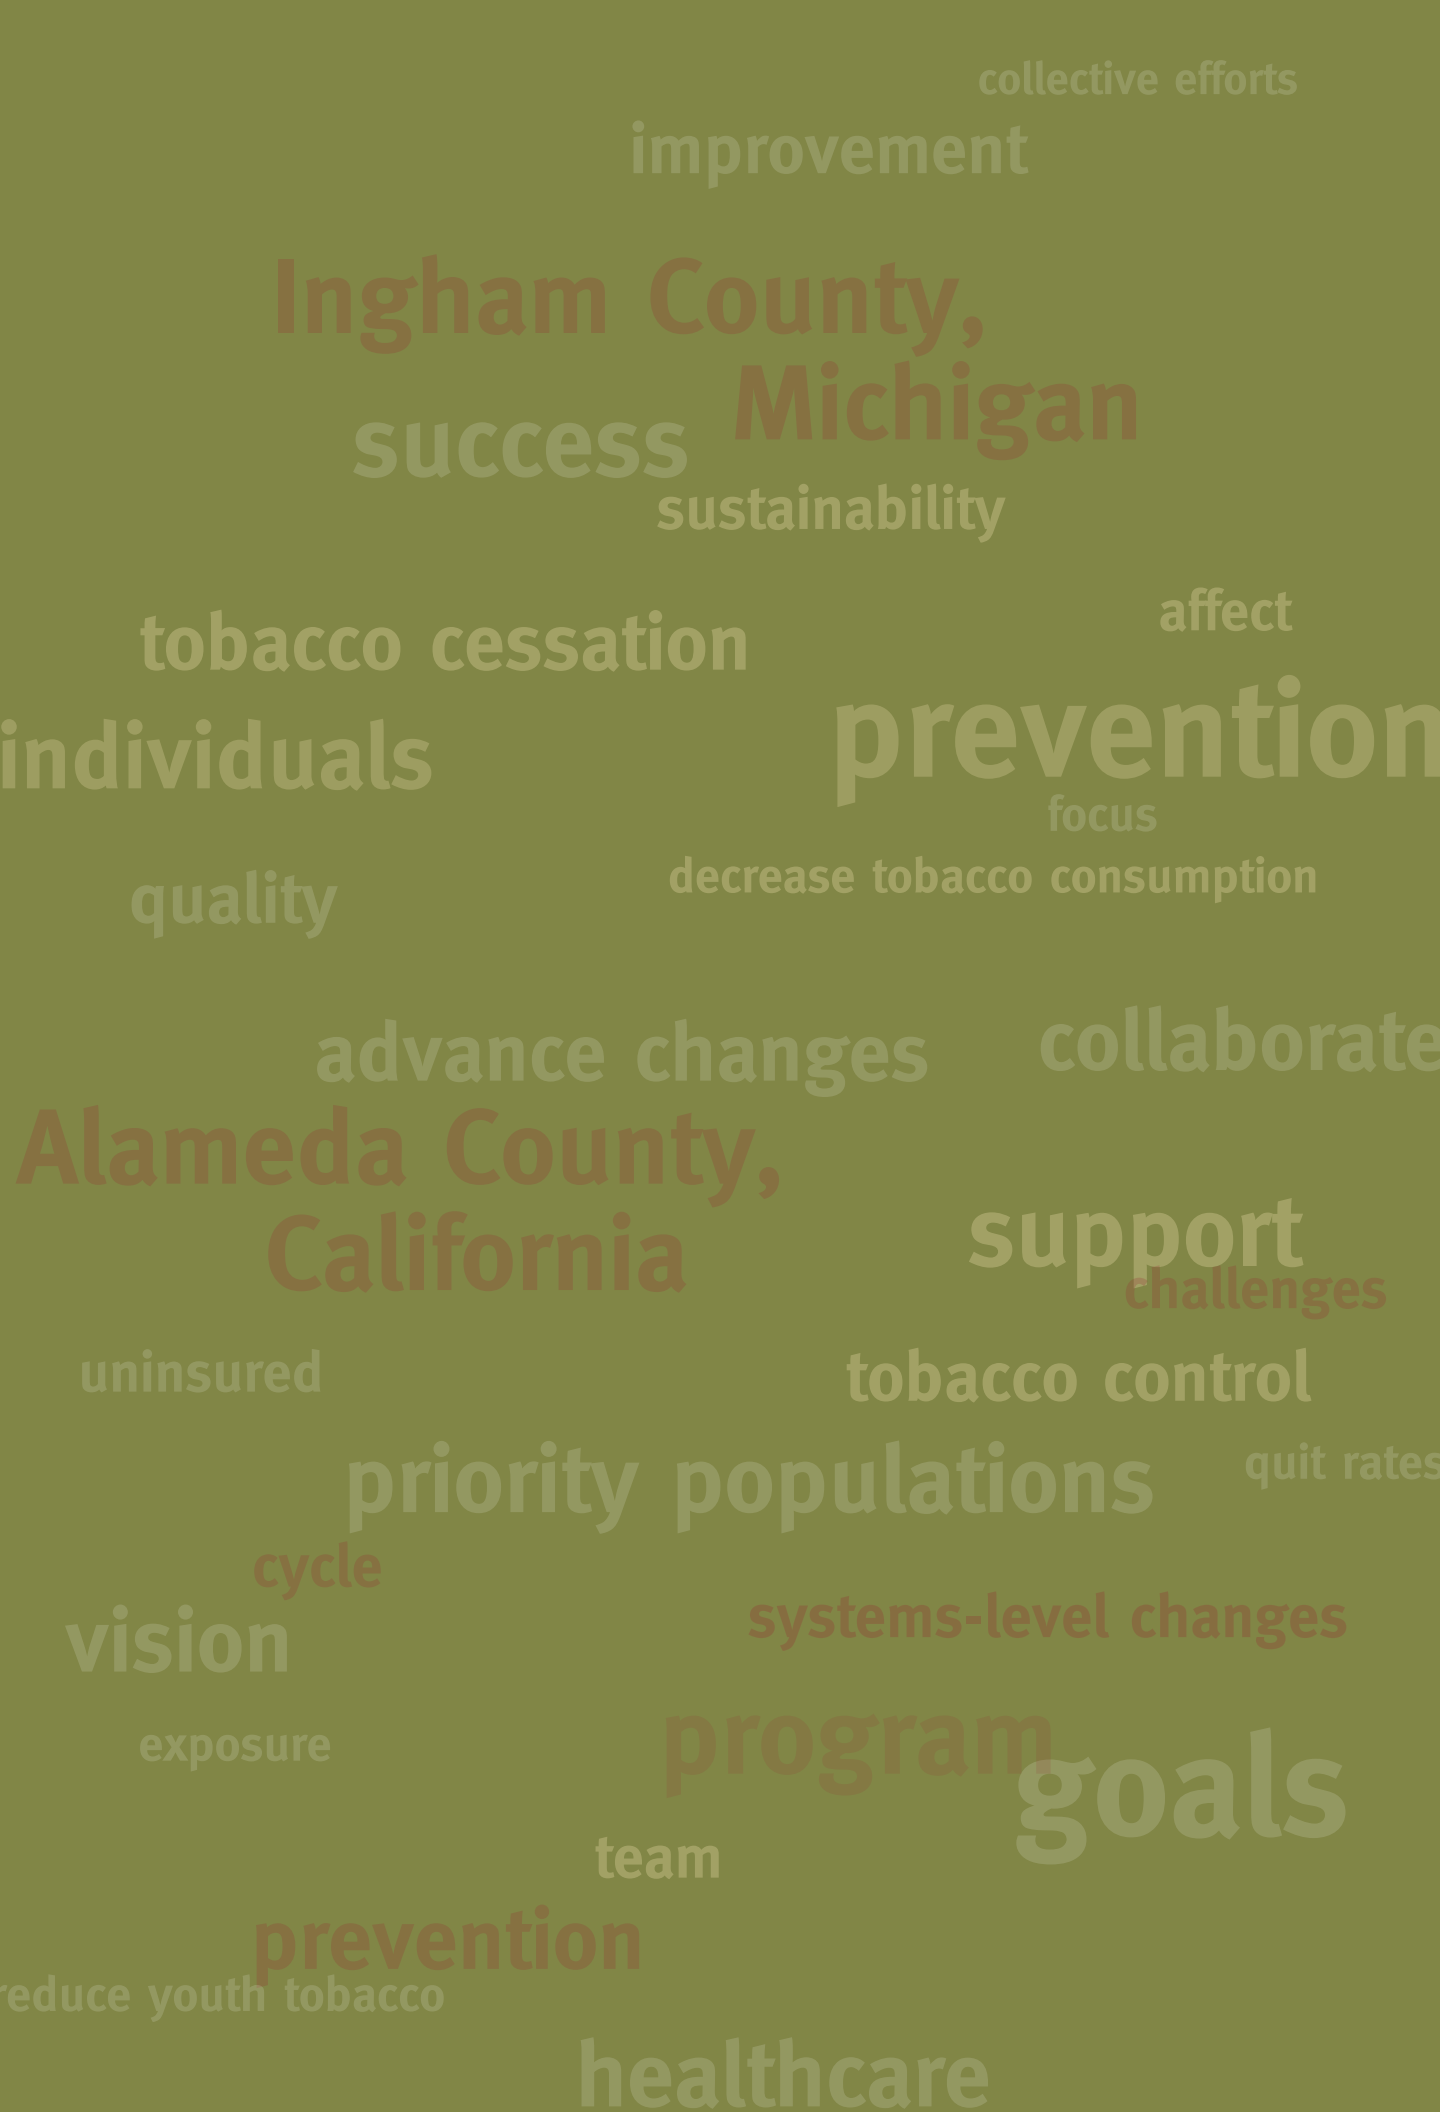 collective efforts
improvement
Ingham County,
Michigan
success
sustainability
affect
tobacco cessation
prevention
individuals
focus
decrease tobacco consumption
quality
collaborate
advance changes
Alameda County,
California
support
challenges
uninsured
tobacco control
quit rates
priority populations
cycle
systems-level changes
vision
program
exposure
goals
team
prevention
reduce youth tobacco
healthcare